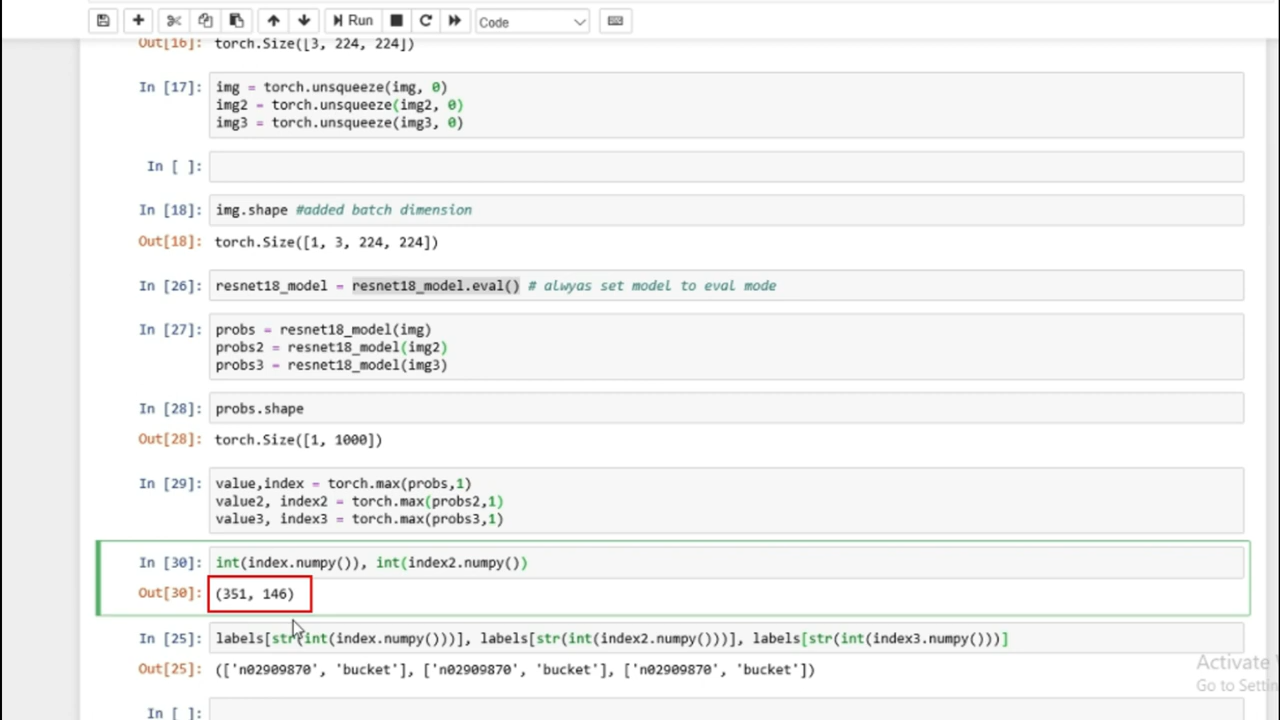 Run Code
Out[16]: torch.Size([3, 224, 224])
In [17]: img = torch.unsqueeze(img, 0)
img2 = torch.unsqueeze(img2, 0)
img3 = torch.unsqueeze(img3, 0)
In [ ]:
In [18]: img.shape #added batch dimension
Out[18]: torch.Size([1, 3, 224, 224])
In [26]: resnet18_model = resnet18_model.eval() # alwyas set model to eval mode
In [27]: probs = resnet18_model(img)
probs2 = resnet18_model(img2)
probs3 = resnet18_model(img3)
In [28]: probs.shape
Out[28]: torch.Size([1, 1000])
In [29]: value,index = torch.max(probs,1)
value2, index2 = torch.max(probs2,1)
value3, index3 = torch.max(probs3,1)
In [30]: int(index.numpy()), int(index2.numpy())
Out[30]: (351, 146)
In [25]: labels[str(int(index.numpy()))], labels[str(int(index2.numpy()))], labels[str(int(index3.numpy()))]
Out[25]: (['n02909870', 'bucket'], ['n02909870', 'bucket'], ['n02909870', 'bucket'])
Activate
Go to Settin
In [ ]: